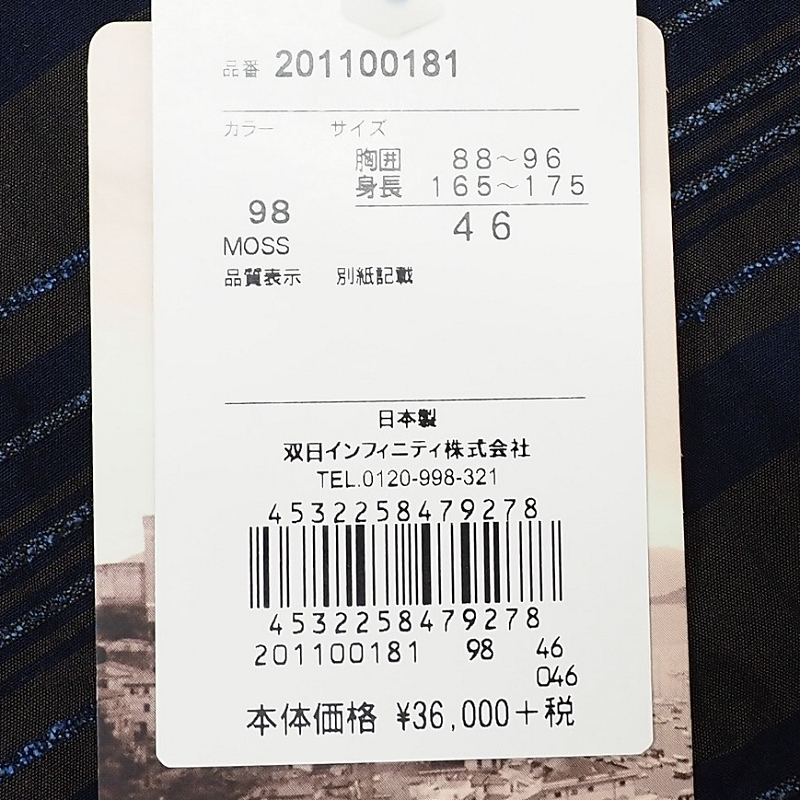 品番 201100181
カラー サイズ
胸囲 88～96
身長 165～175
98 46
MOSS
品質表示 別紙記載
日本製
双日インフィニティ株式会社
TEL.0120-998-321
4532258479278
4532258479278
201100181 98 46
046
本体価格 ¥36,000+税